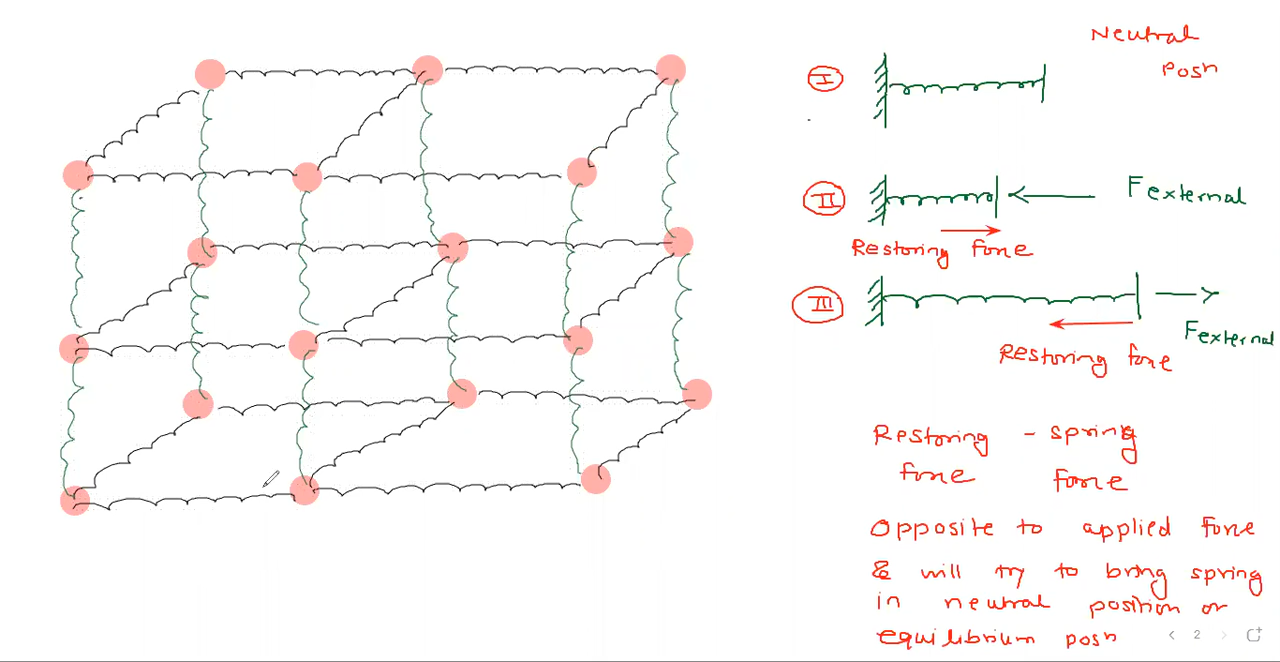 Neutral
Posn
I
II
Fexternal
Restoring force
III
Fexternal
Restoring force
Restoring - spring
force force
Opposite to applied force
& will try to bring spring
in neutral position or
equilibrium posn
2